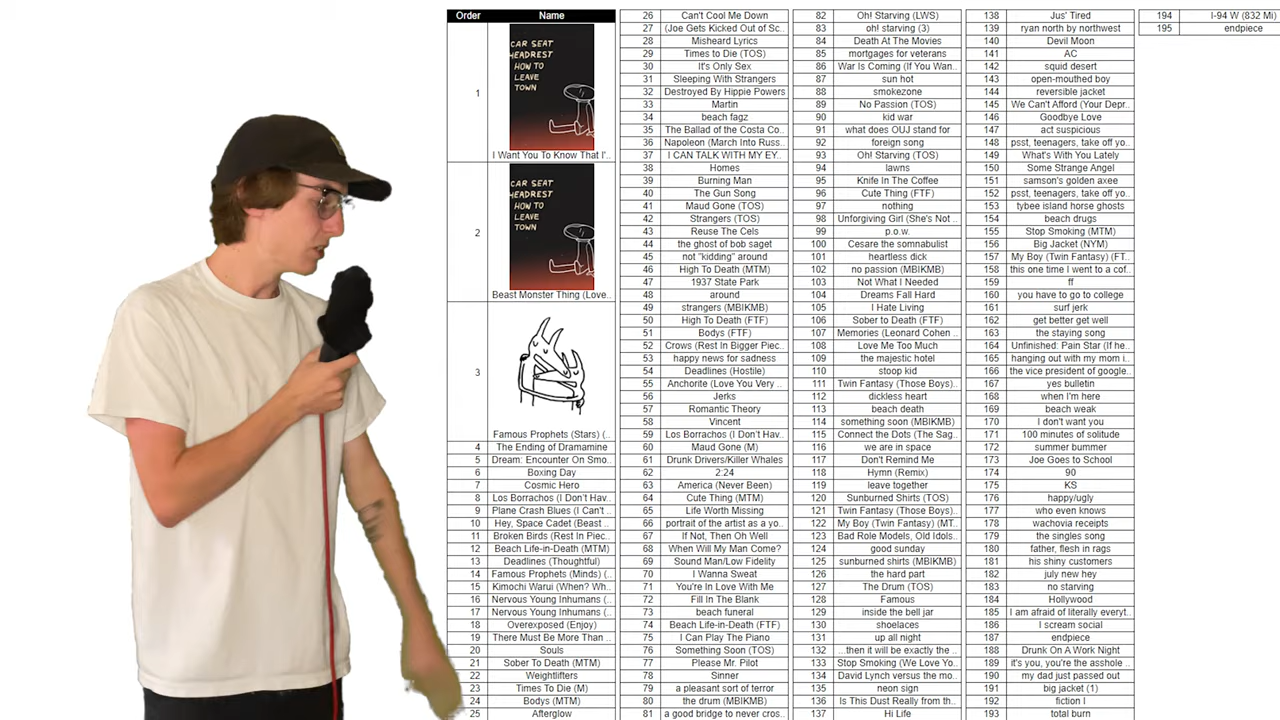 Order Name
1
CAR SEAT
HEADREST
HOW TO
LEAVE
TOWN
I Want You To Know That I'..
2
CAR SEAT
HEADREST
HOW TO
LEAVE
TOWN
Beast Monster Thing (Love..
3
Famous Prophets (Stars) (..
4 The Ending of Dramamine
5 Dream: Encounter On Smo..
6 Boxing Day
7 Cosmic Hero
8 Los Borrachos (I Don't Hav..
9 Plane Crash Blues (I Can't ..
10 Hey, Space Cadet (Beast ..
11 Broken Birds (Rest In Piec..
12 Beach Life-in-Death (MTM)
13 Deadlines (Thoughtful)
14 Famous Prophets (Minds) (..
15 Kimochi Warui (When? Wh..
16 Nervous Young Inhumans (..
17 Nervous Young Inhumans (..
18 Overexposed (Enjoy)
19 There Must Be More Than ..
20 Souls
21 Sober To Death (MTM)
22 Weightlifters
23 Times To Die (M)
24 Bodys (MTM)
25 Afterglow
26 Can't Cool Me Down
27 (Joe Gets Kicked Out of Sc..
28 Misheard Lyrics
29 Times to Die (TOS)
30 It's Only Sex
31 Sleeping With Strangers
32 Destroyed By Hippie Powers
33 Martin
34 beach fagz
35 The Ballad of the Costa Co..
36 Napoleon (March Into Russ..
37 I CAN TALK WITH MY EY..
38 Homes
39 Burning Man
40 The Gun Song
41 Maud Gone (TOS)
42 Strangers (TOS)
43 Reuse The Cels
44 the ghost of bob saget
45 not "kidding" around
46 High To Death (MTM)
47 1937 State Park
48 around
49 strangers (MBIKMB)
50 High To Death (FTF)
51 Bodys (FTF)
52 Crows (Rest In Bigger Piec..
53 happy news for sadness
54 Deadlines (Hostile)
55 Anchorite (Love You Very ..
56 Jerks
57 Romantic Theory
58 Vincent
59 Los Borrachos (I Don't Hav..
60 Maud Gone (M)
61 Drunk Drivers/Killer Whales
62 2:24
63 America (Never Been)
64 Cute Thing (MTM)
65 Life Worth Missing
66 portrait of the artist as a yo..
67 If Not, Then Oh Well
68 When Will My Man Come?
69 Sound Man/Low Fidelity
70 I Wanna Sweat
71 You're In Love With Me
72 Fill In The Blank
73 beach funeral
74 Beach Life-in-Death (FTF)
75 I Can Play The Piano
76 Something Soon (TOS)
77 Please Mr. Pilot
78 Sinner
79 a pleasant sort of terror
80 the drum (MBIKMB)
81 a good bridge to never cros..
82 Oh! Starving (LWS)
83 oh! starving (3)
84 Death At The Movies
85 mortgages for veterans
86 War Is Coming (If You Wan..
87 sun hot
88 smokezone
89 No Passion (TOS)
90 kid war
91 what does OUJ stand for
92 foreign song
93 Oh! Starving (TOS)
94 lawns
95 Knife In The Coffee
96 Cute Thing (FTF)
97 nothing
98 Unforgiving Girl (She's Not ..
99 p.o.w.
100 Cesare the somnabulist
101 heartless dick
102 no passion (MBIKMB)
103 Not What I Needed
104 Dreams Fall Hard
105 I Hate Living
106 Sober to Death (FTF)
107 Memories (Leonard Cohen ..
108 Love Me Too Much
109 the majestic hotel
110 stoop kid
111 Twin Fantasy (Those Boys)..
112 dickless heart
113 beach death
114 something soon (MBIKMB)
115 Connect the Dots (The Sag..
116 we are in space
117 Don't Remind Me
118 Hymn (Remix)
119 leave together
120 Sunburned Shirts (TOS)
121 Twin Fantasy (Those Boys)..
122 My Boy (Twin Fantasy) (MT..
123 Bad Role Models, Old Idols..
124 good sunday
125 sunburned shirts (MBIKMB)
126 the hard part
127 The Drum (TOS)
128 Famous
129 inside the bell jar
130 shoelaces
131 up all night
132 ...then it will be exactly the ..
133 Stop Smoking (We Love Yo..
134 David Lynch versus the mo..
135 neon sign
136 Is This Dust Really from th..
137 Hi Life
138 Jus' Tired
139 ryan north by northwest
140 Devil Moon
141 AC
142 squid desert
143 open-mouthed boy
144 reversible jacket
145 We Can't Afford (Your Depr..
146 Goodbye Love
147 act suspicious
148 psst, teenagers, take off yo..
149 What's With You Lately
150 Some Strange Angel
151 samson's golden axee
152 psst, teenagers, take off yo..
153 tybee island horse ghosts
154 beach drugs
155 Stop Smoking (MTM)
156 Big Jacket (NYM)
157 My Boy (Twin Fantasy) (FT..
158 this one time I went to a cof..
159 ff
160 you have to go to college
161 surf jerk
162 get better get well
163 the staying song
164 Unfinished: Pain Star (If he..
165 hanging out with my mom i..
166 the vice president of google..
167 yes bulletin
168 when I'm here
169 beach weak
170 I don't want you
171 100 minutes of solitude
172 summer bummer
173 Joe Goes to School
174 90
175 KS
176 happy/ugly
177 who even knows
178 wachovia receipts
179 the singles song
180 father, flesh in rags
181 his shiny customers
182 july new hey
183 no starving
184 Hollywood
185 I am afraid of literally everyt..
186 I scream social
187 endpiece
188 Drunk On A Work Night
189 it's you, you're the asshole ..
190 my dad just passed out
191 big jacket (1)
192 fiction I
193 total burn
194 I-94 W (832 Mi)
195 endpiece